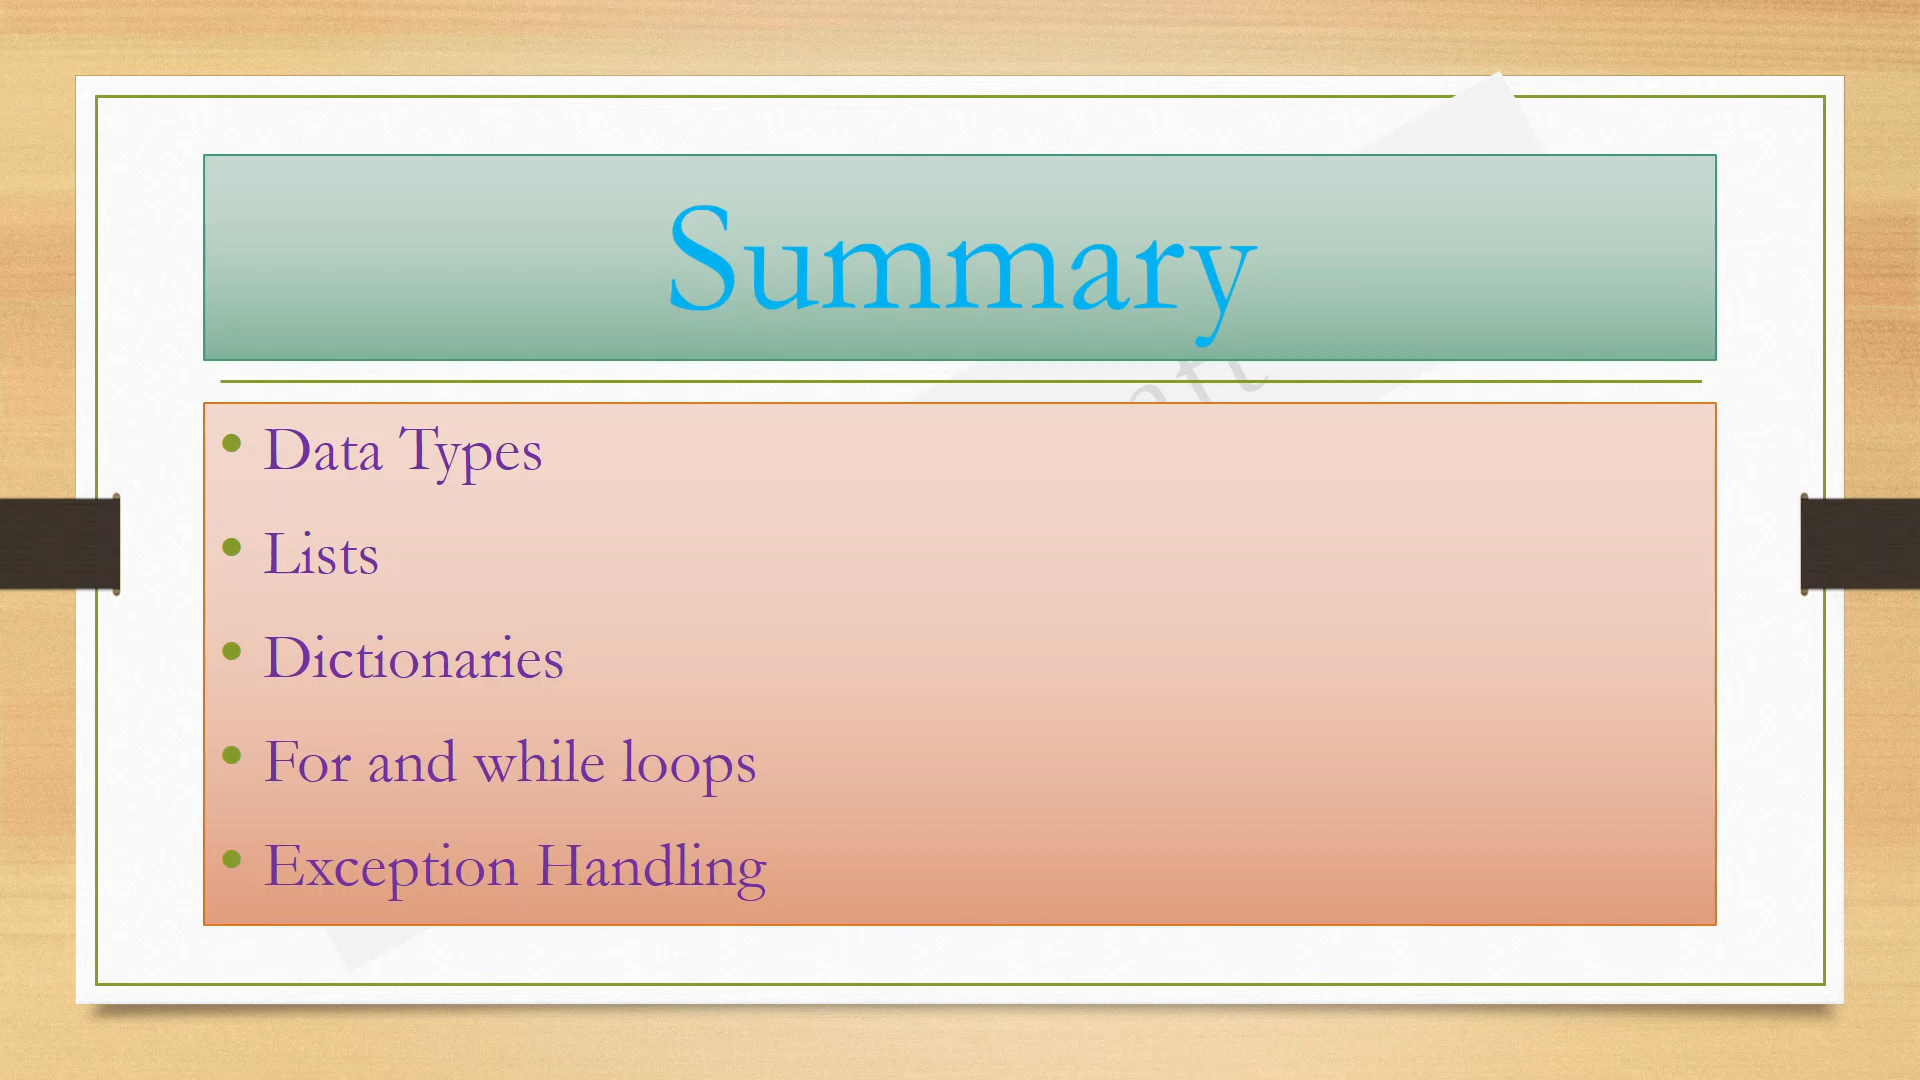 Summary
• Data Types
• Lists
• Dictionaries
• For and while loops
• Exception Handling